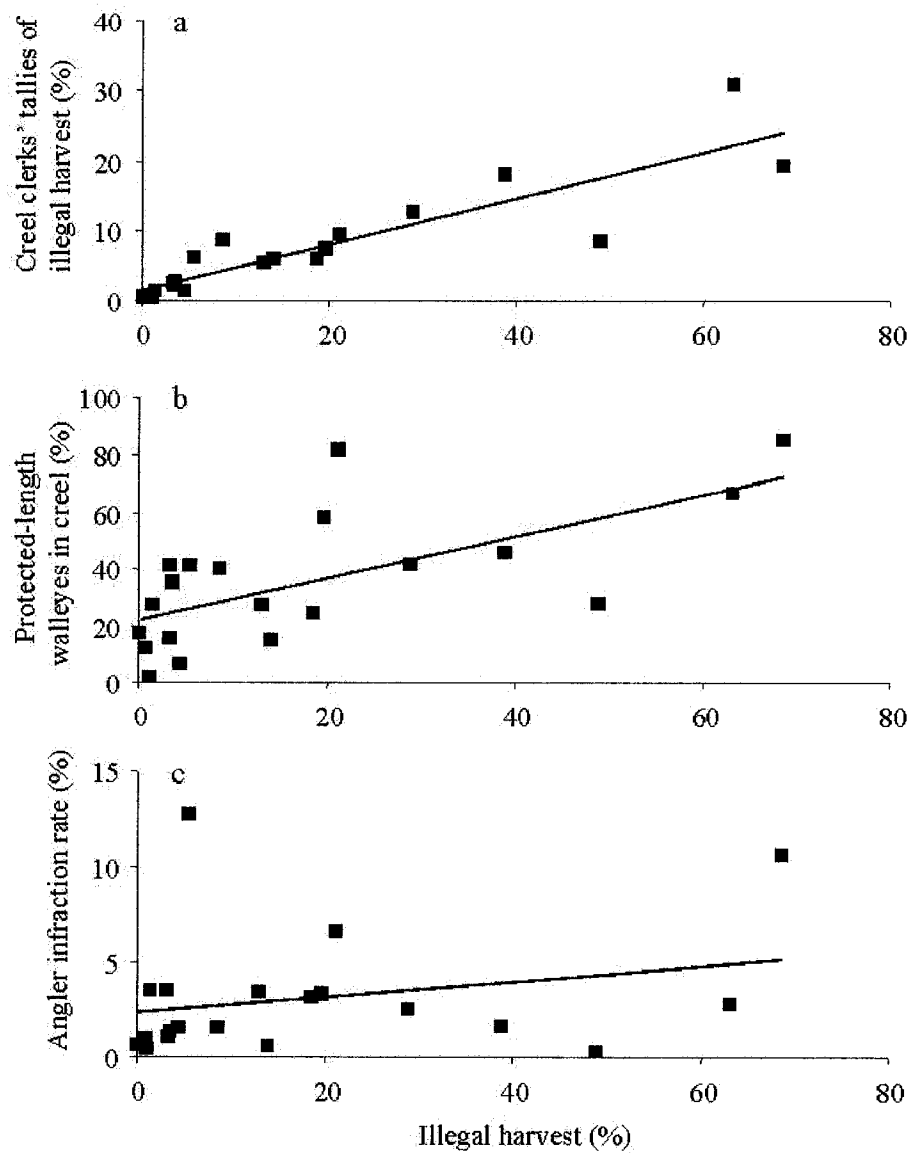 a
Creel clerks' tallies of
illegal harvest (%)
40
30
20
10
0
0 20 40 60 80
b
Protected-length
walleyes in creel (%)
100
80
60
40
20
0
0 20 40 60 80
c
Angler infraction rate (%)
15
10
5
0
0 20 40 60 80
Illegal harvest (%)